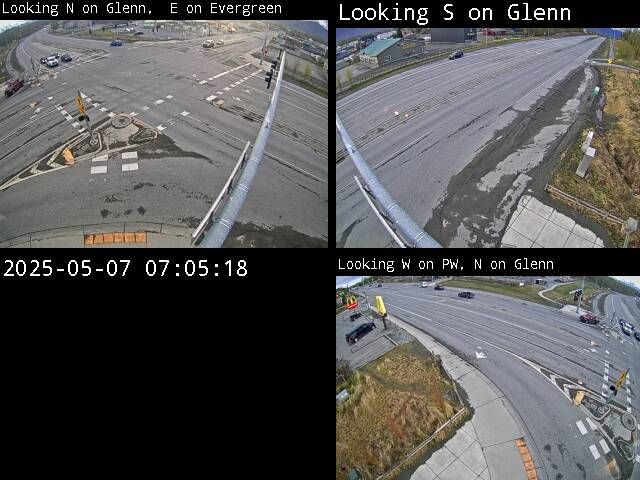 Looking N on Glenn, E on Evergreen
Looking S on Glenn
2025-05-07 07:05:18
Looking W on PW, N on Glenn